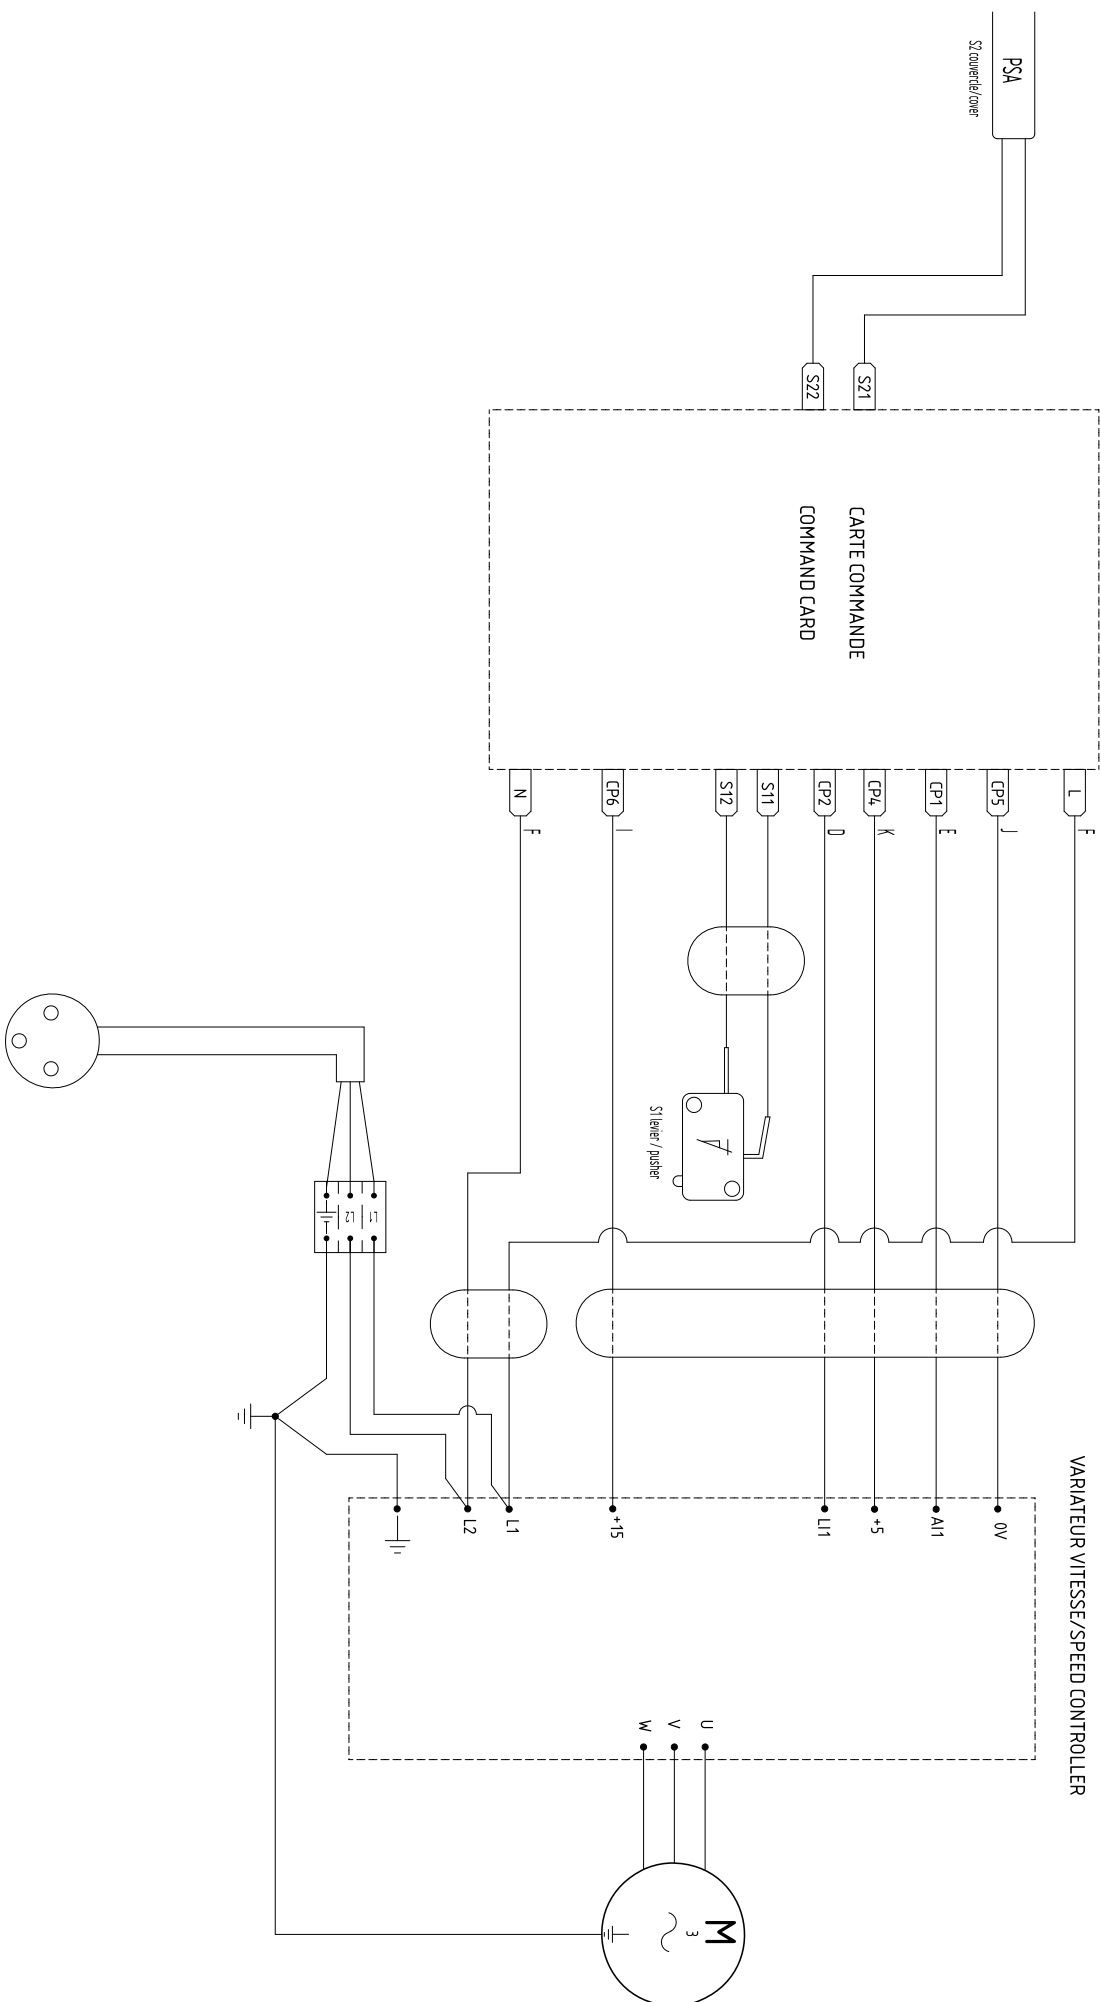 VARIATEUR VITESSE/SPEED CONTROLLER
PSA
S2 couvercle/cover
S21
S22
CARTE COMMANDE
COMMAND CARD
L
F
CP5
J
CP1
E
CP4
K
CP2
D
S11
S12
CP6
I
N
F
S1 levier / pusher
L1
L2
0V
AI1
+5
LI1
+15
L1
L2
U
V
W
M
3